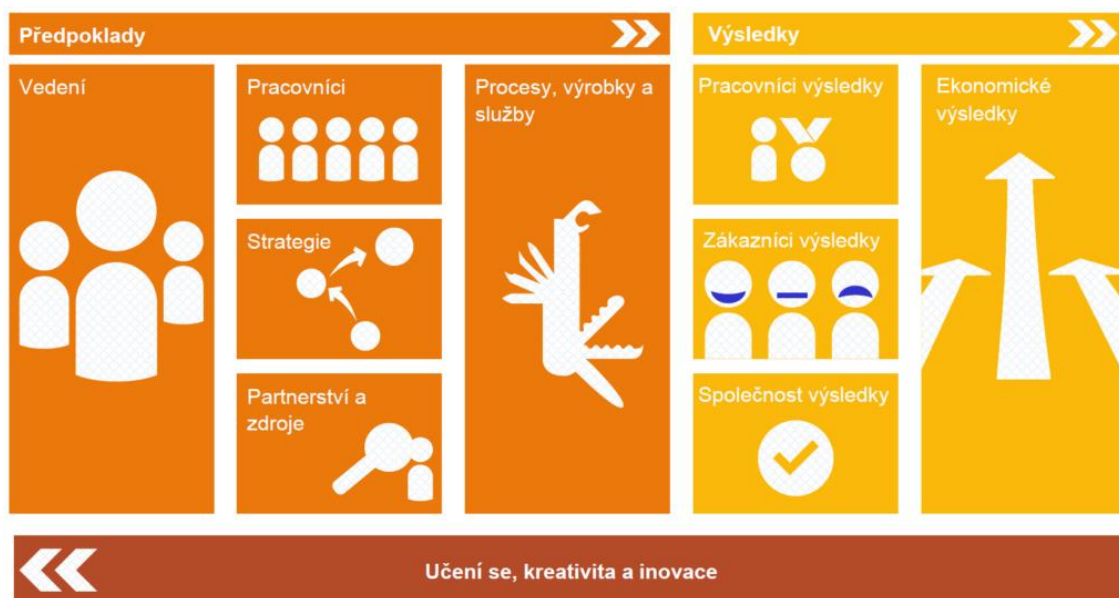 Předpoklady
Výsledky
Vedení
Pracovníci
Procesy, výrobky a
služby
Pracovníci výsledky
Ekonomické
výsledky
Strategie
Zákazníci výsledky
Partnerství a
zdroje
Společnost výsledky
Učení se, kreativita a inovace